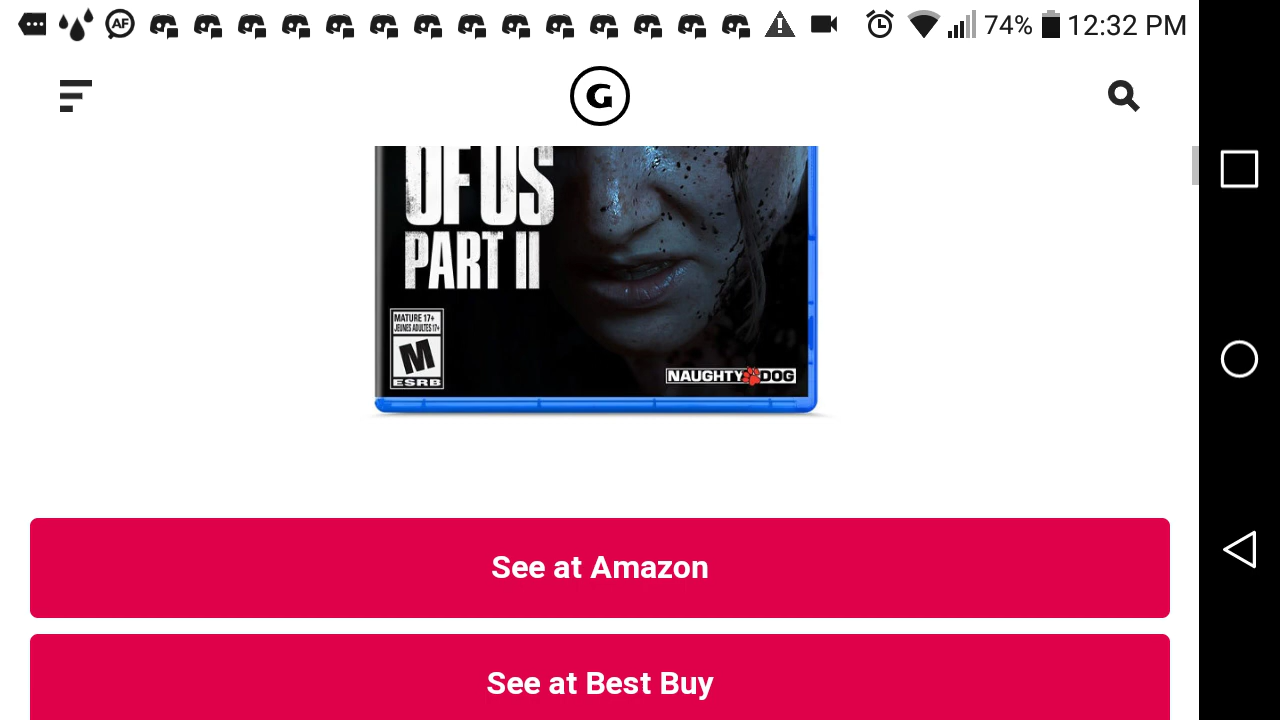 AF
74% 12:32 PM
G
OF US
PART II
MATURE 17+
JEUNES ADULTES 17+
M
ESRB
NAUGHTY DOG
See at Amazon
See at Best Buy